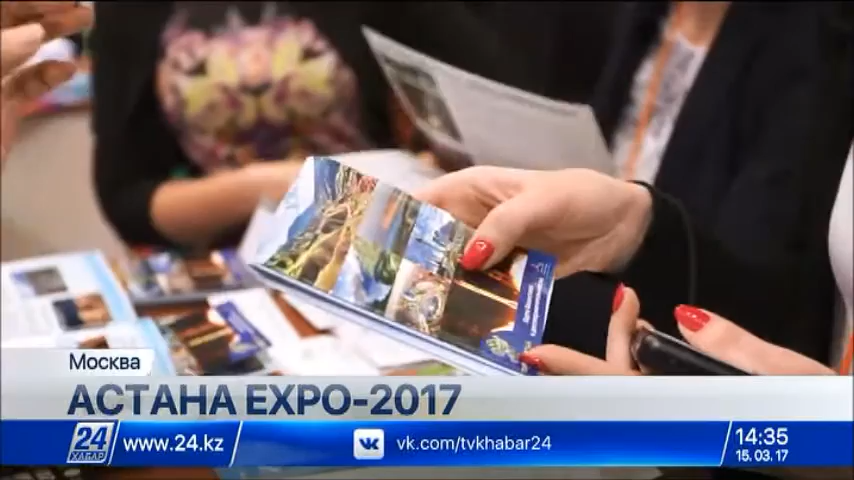 Москва
АСТАНА EXPO-2017
24
ХАБАР
www.24.kz
vk.com/tvkhabar24
14:35
15.03.17